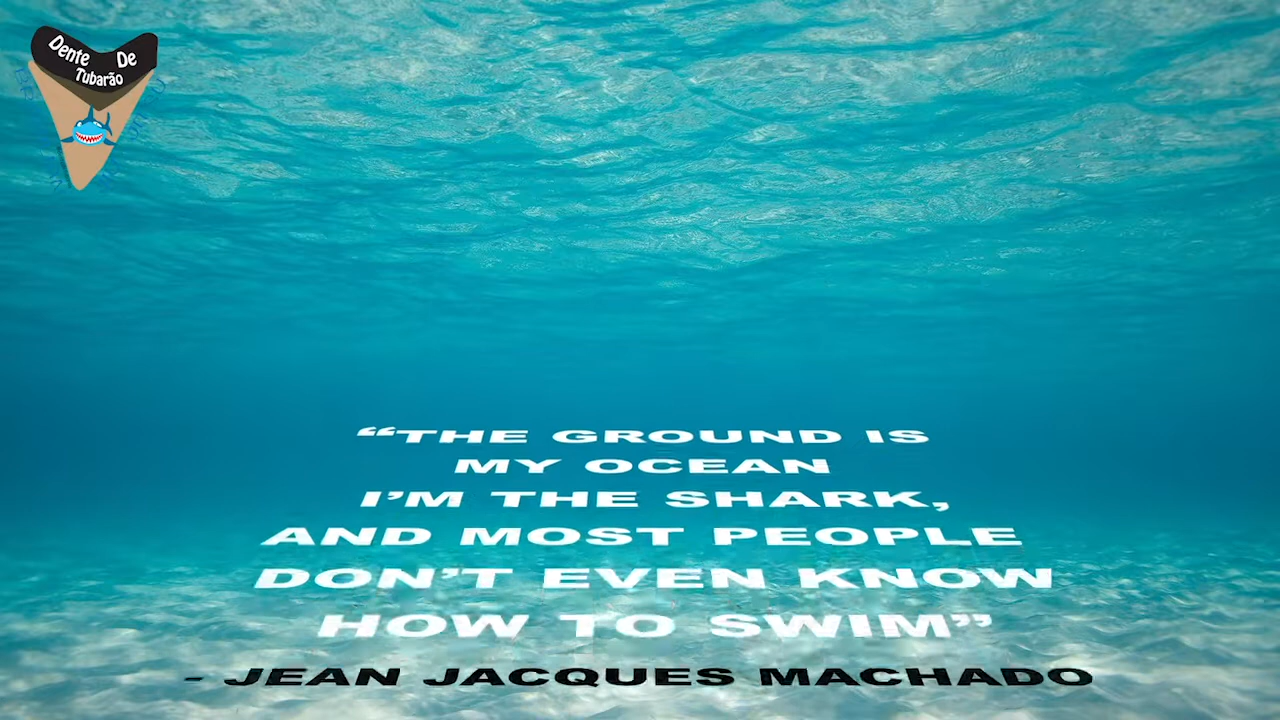 Dente De
Tubarão
“THE GROUND IS
MY OCEAN
I’M THE SHARK,
AND MOST PEOPLE
DON’T EVEN KNOW
HOW TO SWIM”
- JEAN JACQUES MACHADO